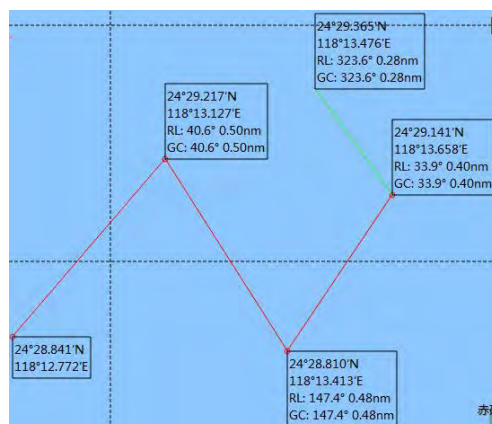 24°29.365'N
118°13.476'E
RL: 323.6° 0.28nm
GC: 323.6° 0.28nm
24°29.217'N
118°13.127'E
RL: 40.6° 0.50nm
GC: 40.6° 0.50nm
24°29.141'N
118°13.658'E
RL: 33.9° 0.40nm
GC: 33.9° 0.40nm
24°28.841'N
118°12.772'E
24°28.810'N
118°13.413'E
RL: 147.4° 0.48nm
GC: 147.4° 0.48nm
赤